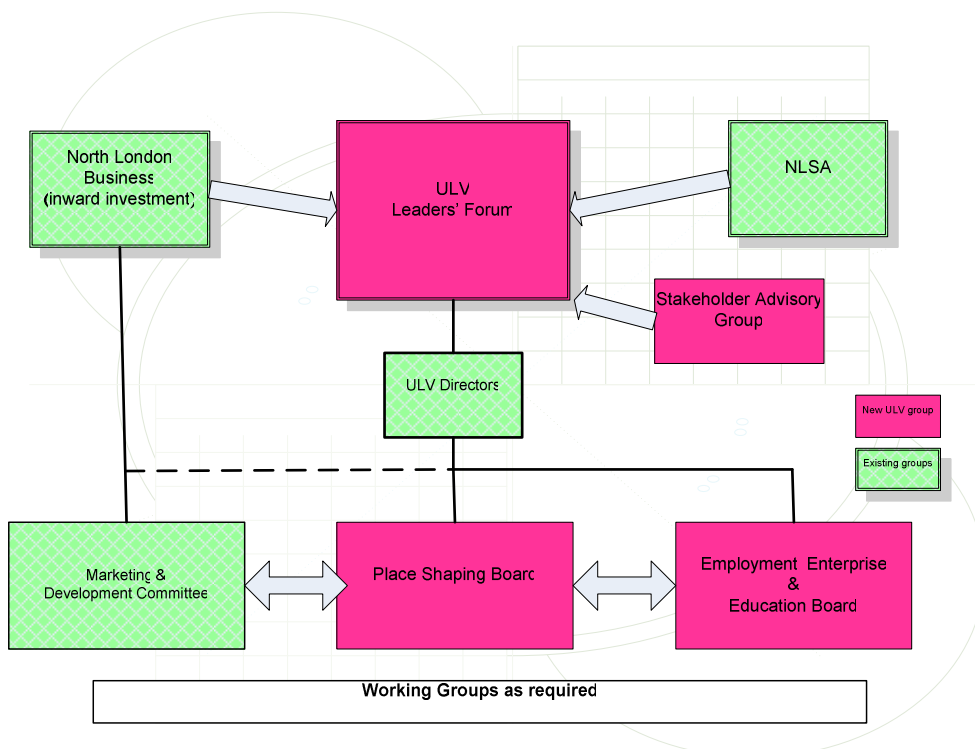 North London
Business
(inward investment)
ULV
Leaders' Forum
NLSA
Stakeholder Advisory
Group
ULV Directors
New ULV group
Existing groups
Marketing &
Development Committee
Place Shaping Board
Employment Enterprise
&
Education Board
Working Groups as required